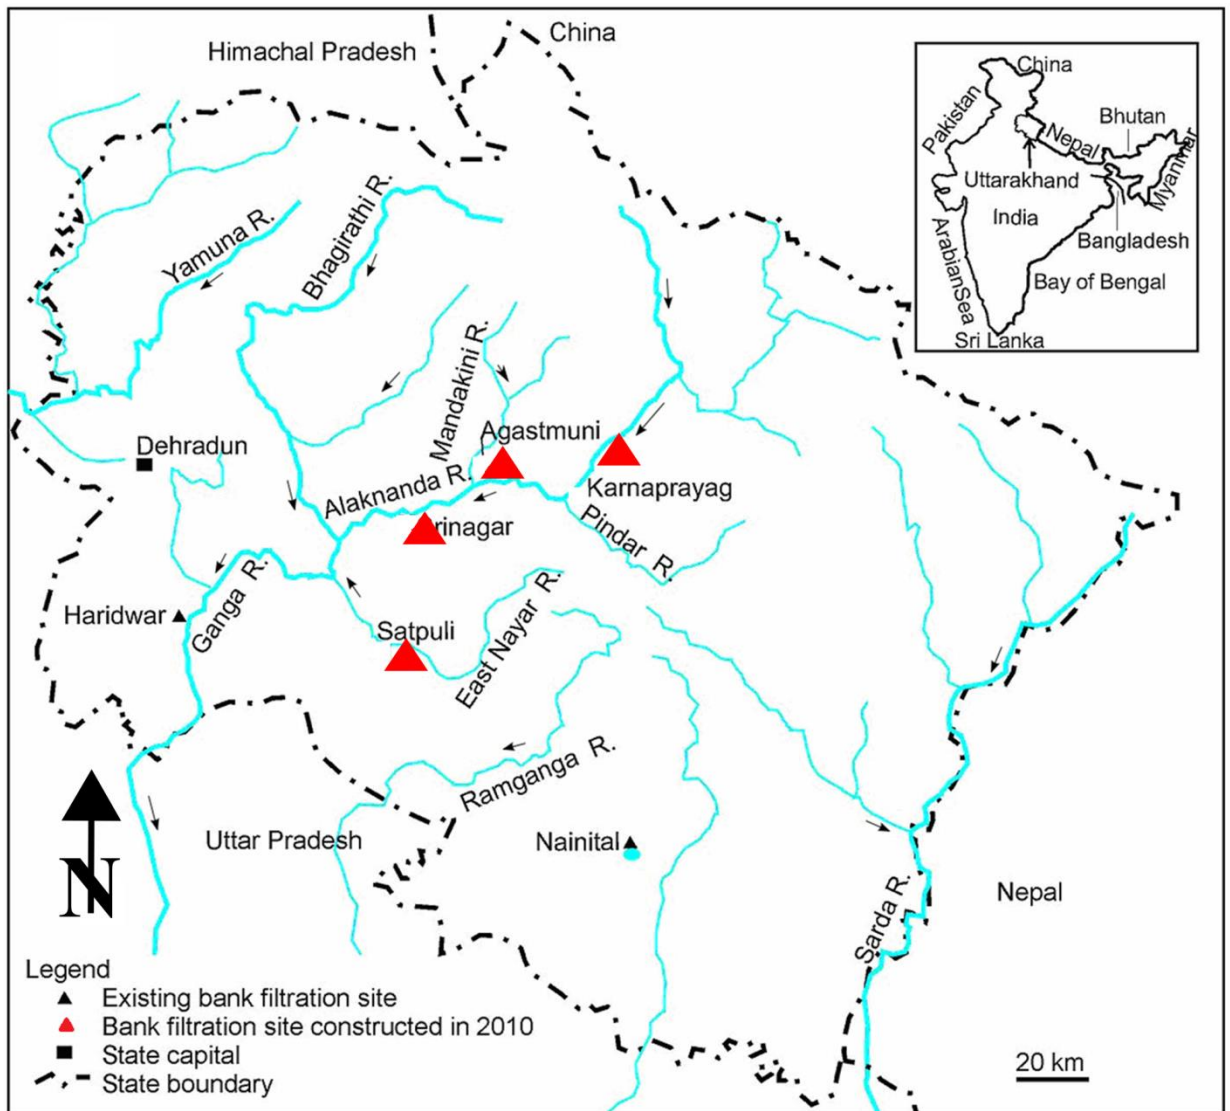 Himachal Pradesh
China
China
Pakistan
Nepal
Bhutan
Myanmar
Uttarakhand
India
Bangladesh
ArabianSea
Bay of Bengal
Sri Lanka
Yamuna R.
Bhagirathi R.
Mandakini R.
Agastmuni
Dehradun
Alaknanda R.
Karnaprayag
rinagar
Pindar R.
Haridwar
Ganga R.
Satpuli
East Nayar R.
Ramganga R.
Uttar Pradesh
Nainital
Sarda R.
Nepal
N
Legend
Existing bank filtration site
Bank filtration site constructed in 2010
State capital
State boundary
20 km